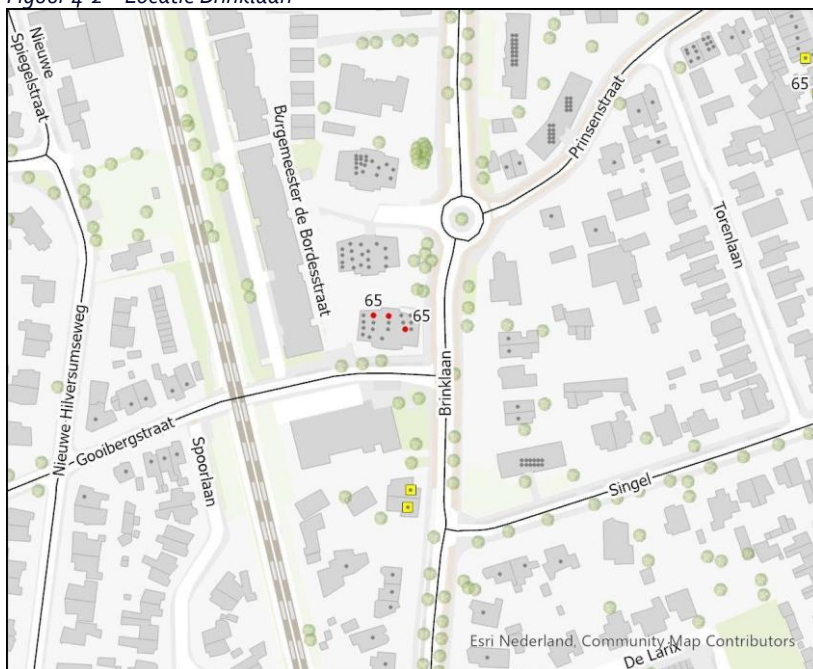 Figuur 4-2 – Locatie Brinklaan
Nieuwe
Spiegelstraat
Burgemeester de Bordesstraat
Prinsenstraat
65
Torenlaan
Nieuwe Hilversumseweg
65
65
Brinklaan
Gooibergstraat
Spoorlaan
Singel
Esri Nederland, Community Map Contributors
De Larix